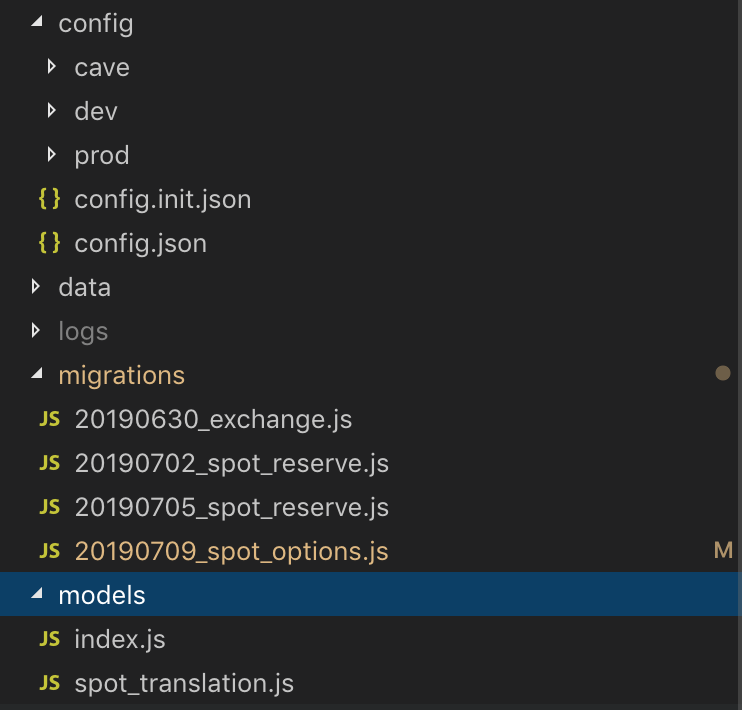 config
cave
dev
prod
{ } config.init.json
{ } config.json
data
logs
migrations
JS 20190630_exchange.js
JS 20190702_spot_reserve.js
JS 20190705_spot_reserve.js
JS 20190709_spot_options.js M
models
JS index.js
JS spot_translation.js